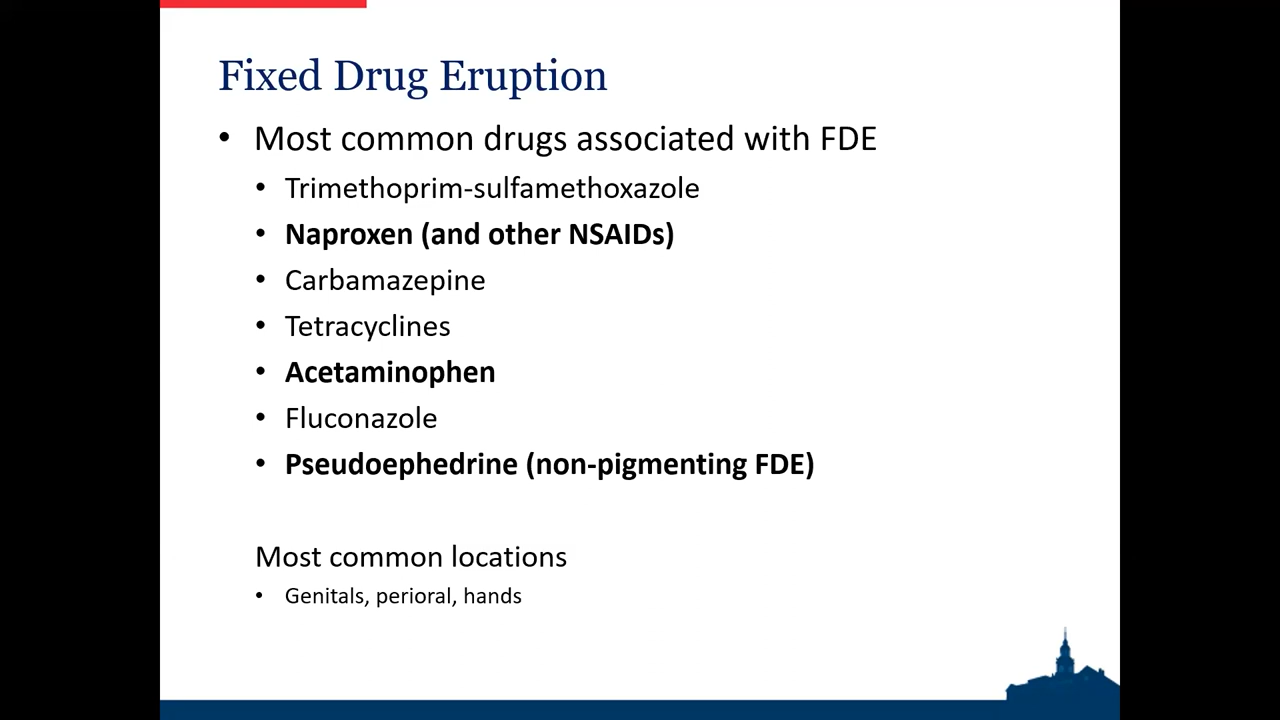 Fixed Drug Eruption
• Most common drugs associated with FDE
• Trimethoprim-sulfamethoxazole
• Naproxen (and other NSAIDs)
• Carbamazepine
• Tetracyclines
• Acetaminophen
• Fluconazole
• Pseudoephedrine (non-pigmenting FDE)
Most common locations
• Genitals, perioral, hands